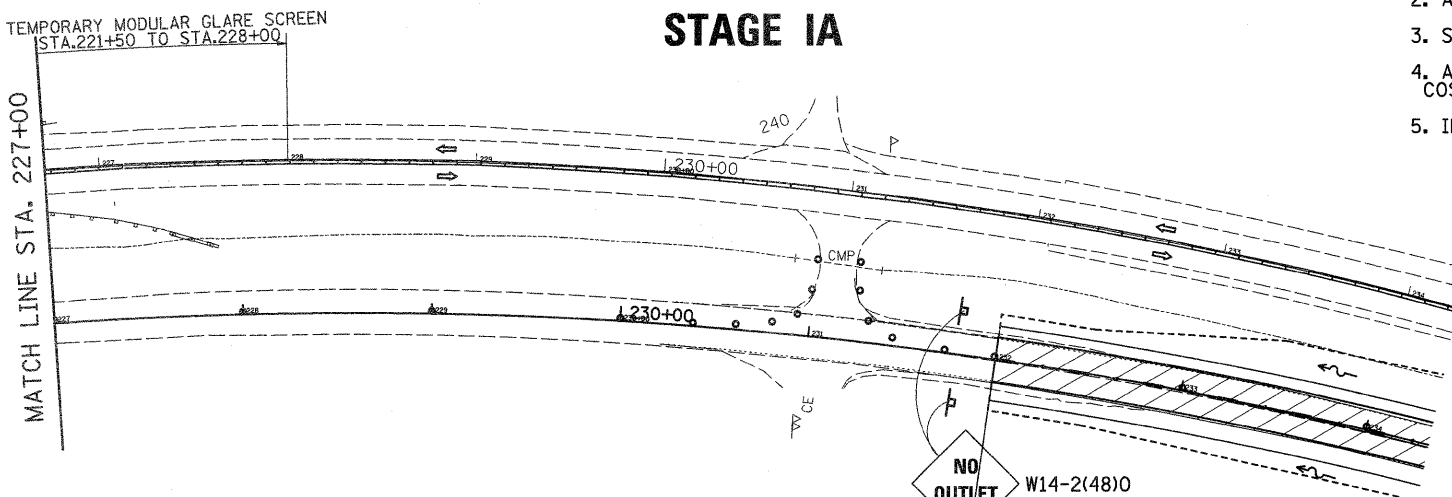 STAGE IA
TEMPORARY MODULAR GLARE SCREEN
STA.221+50 TO STA.228+00
2. A
3. S
4. A
COS
5.
MATCH LINE STA. 227+00
240
227
228
229
230+00
231
232
233
234
CMP
227
228
229
230+00
231
232
233
234
CE
NO
OUTLET
W14-2(48)O